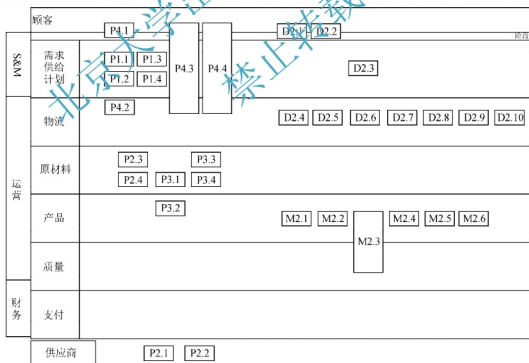 顾客
P4.1
D2.1
D2.2
阶段
S&M
需求
供给
计划
P1.1
P1.3
P1.2
P1.4
P4.3
P4.4
D2.3
P4.2
物流
D2.4
D2.5
D2.6
D2.7
D2.8
D2.9
D2.10
运营
原材料
P2.3
P3.3
P2.4
P3.1
P3.4
产品
P3.2
M2.1
M2.2
M2.3
M2.4
M2.5
M2.6
质量
财务
支付
供应商
P2.1
P2.2
北京大学
禁止转载